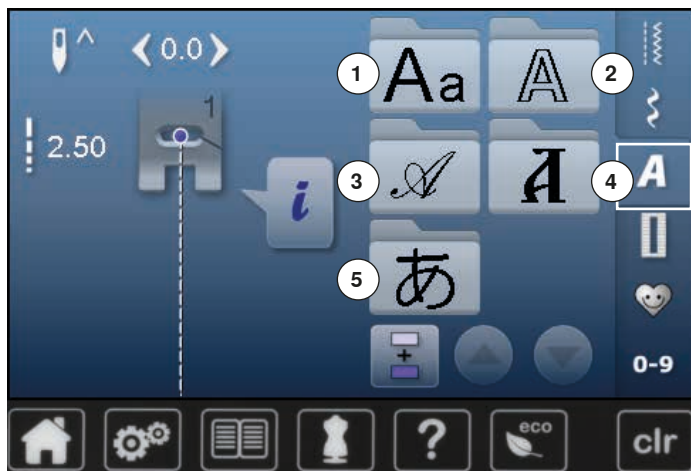 ^ 0.0
1 Aa A 2
2.50 1
3 A A 4
i A
5 あ
+
0-9
? eco clr